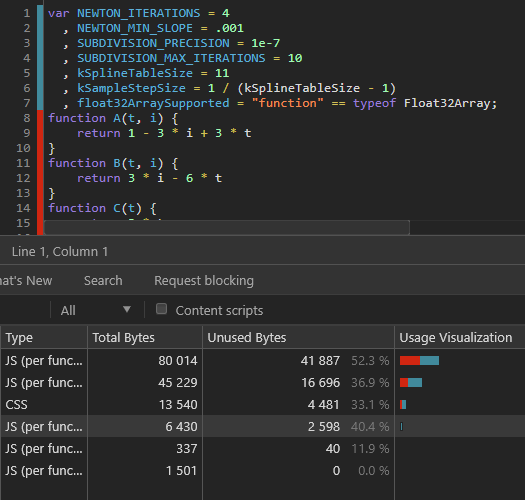 1 var NEWTON_ITERATIONS = 4
2 , NEWTON_MIN_SLOPE = .001
3 , SUBDIVISION_PRECISION = 1e-7
4 , SUBDIVISION_MAX_ITERATIONS = 10
5 , kSplineTableSize = 11
6 , kSampleStepSize = 1 / (kSplineTableSize - 1)
7 , float32ArraySupported = "function" == typeof Float32Array;
8 function A(t, i) {
9 return 1 - 3 * i + 3 * t
10 }
11 function B(t, i) {
12 return 3 * i - 6 * t
13 }
14 function C(t) {
15
Line 1, Column 1
hat's New Search Request blocking
All ▼ Content scripts
Type Total Bytes Unused Bytes Usage Visualization
JS (per func... 80 014 41 887 52.3 %
JS (per func... 45 229 16 696 36.9 %
CSS 13 540 4 481 33.1 %
JS (per func... 6 430 2 598 40.4 %
JS (per func... 337 40 11.9 %
JS (per func... 1 501 0 0.0 %